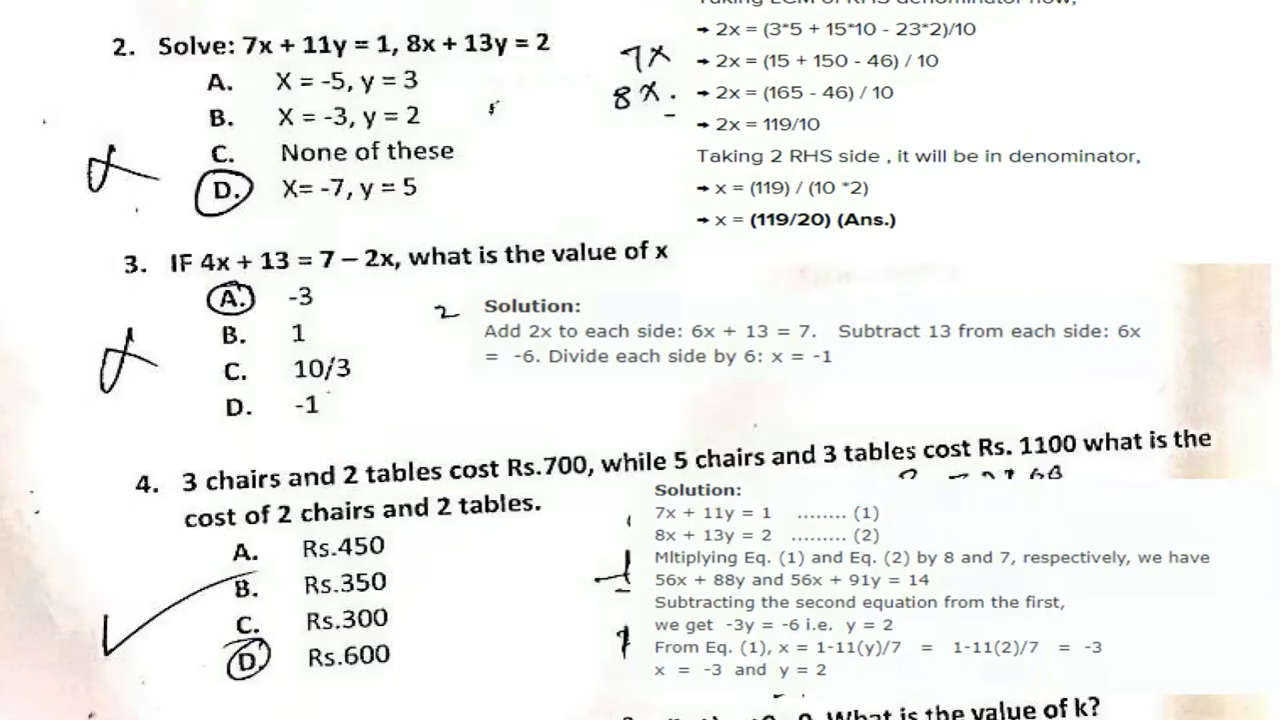 2. Solve: 7x + 11y = 1, 8x + 13y = 2
A. X = -5, y = 3
B. X = -3, y = 2
C. None of these
D. X= -7, y = 5
7x
8x.
➞ 2x = (3*5 + 15*10 - 23*2)/10
➞ 2x = (15 + 150 - 46) / 10
➞ 2x = (165 - 46) / 10
➞ 2x = 119/10
Taking 2 RHS side , it will be in denominator,
➞ x = (119) / (10 *2)
➞ x = (119/20) (Ans.)
3. IF 4x + 13 = 7 – 2x, what is the value of x
A. -3
B. 1
C. 10/3
D. -1
2
Solution:
Add 2x to each side: 6x + 13 = 7. Subtract 13 from each side: 6x
= -6. Divide each side by 6: x = -1
4. 3 chairs and 2 tables cost Rs.700, while 5 chairs and 3 tables cost Rs. 1100 what is the
cost of 2 chairs and 2 tables.
A. Rs.450
B. Rs.350
C. Rs.300
D. Rs.600
Solution:
7x + 11y = 1 ........ (1)
8x + 13y = 2 ......... (2)
Mltiplying Eq. (1) and Eq. (2) by 8 and 7, respectively, we have
56x + 88y and 56x + 91y = 14
Subtracting the second equation from the first,
we get -3y = -6 i.e. y = 2
From Eq. (1), x = 1-11(y)/7 = 1-11(2)/7 = -3
x = -3 and y = 2
What is the value of k?